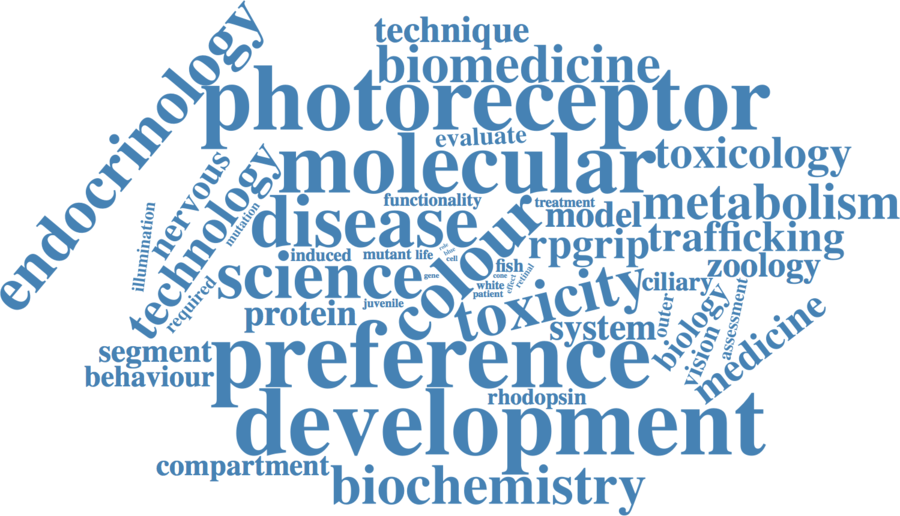 technique
biomedicine
endocrinology
photoreceptor
evaluate
molecular
toxicology
nervous
technology
functionality
treatment
metabolism
disease
colour
model
mutation
illumination
rpgrip
trafficking
induced
mutant
life
role
blue
cell
science
gene
fish
cone
white
patient
effect
retinal
zoology
ciliary
required
juvenile
protein
toxicity
system
outer
biology
vision
assessment
medicine
segment
preference
behaviour
rhodopsin
development
compartment
biochemistry